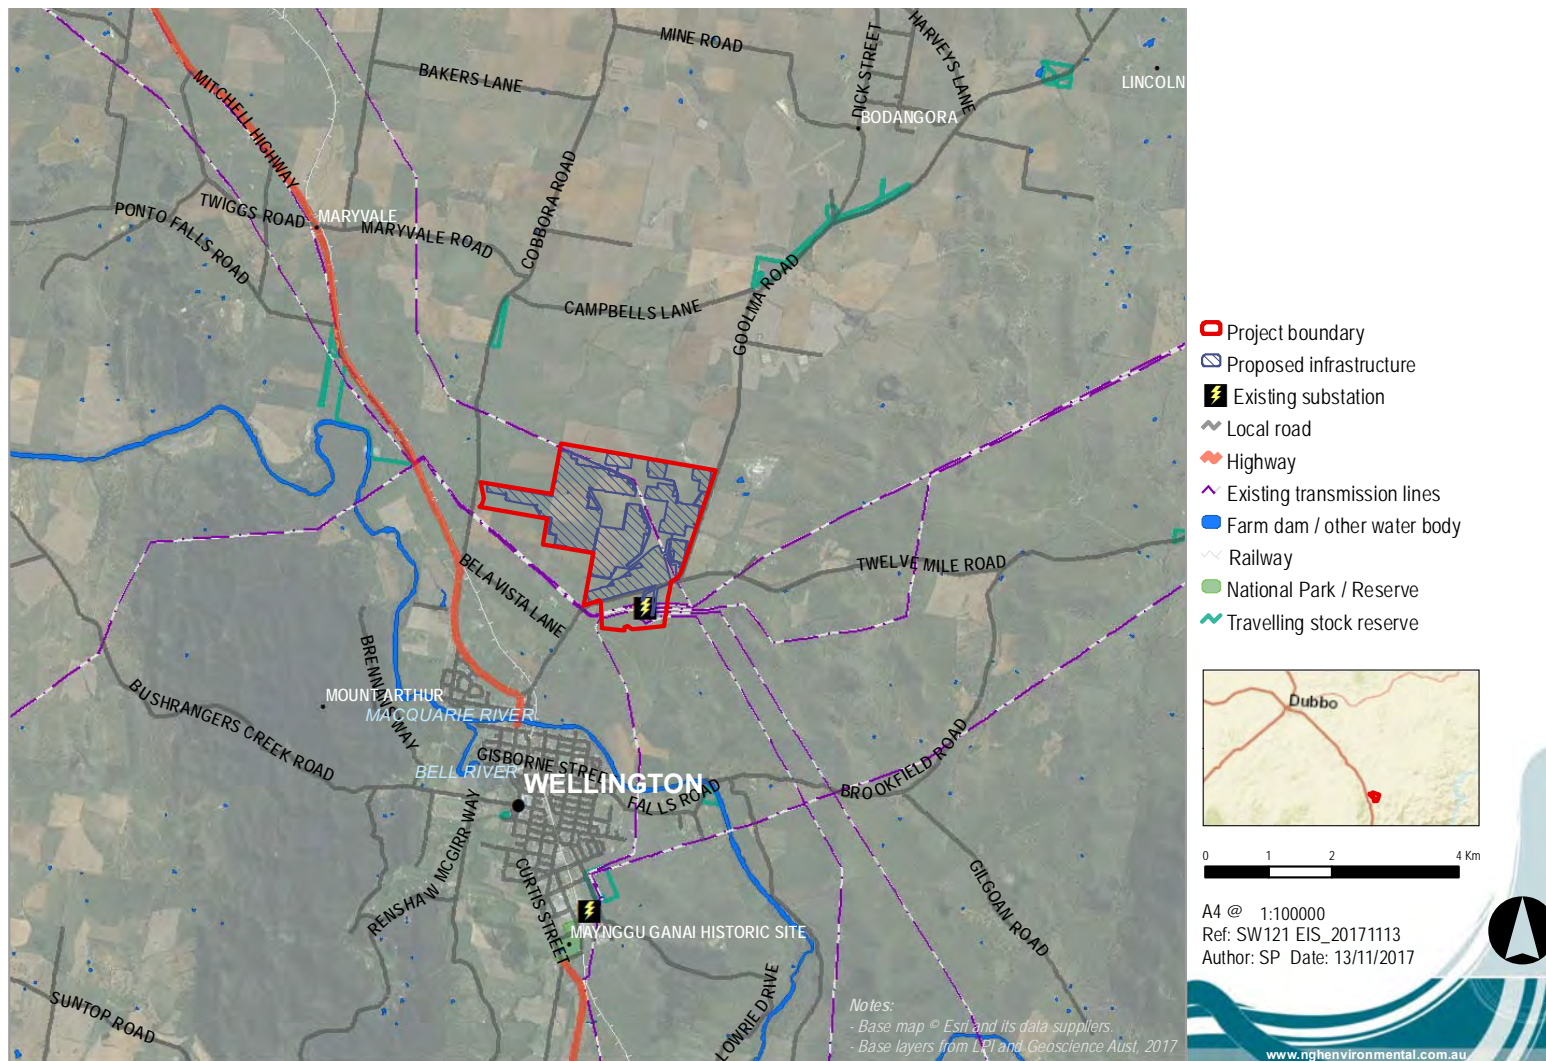 MINE ROAD
DICK STREET
HARVEYS LANE
BAKERS LANE
LINCOLN
MITCHELL HIGHWAY
BODANGORA
COBBORA ROAD
TWIGGS ROAD
MARYVALE
PONTO FALLS ROAD
MARYVALE ROAD
CAMPBELLS LANE
GOOLMA ROAD
BELA VISTA LANE
TWELVE MILE ROAD
BRENNANS WAY
MOUNT ARTHUR
MACQUARIE RIVER
BUSHRANGERS CREEK ROAD
GISBORNE STREET
BELL RIVER
WELLINGTON
FALLS ROAD
BROOKFIELD ROAD
RENSHAW MCGIRR WAY
CURTIS STREET
GILGOAN ROAD
MAYNGGU GANAI HISTORIC SITE
LOWRIE DRIVE
SUNTOP ROAD
Notes:
- Base map © Esri and its data suppliers.
- Base layers from LPI and Geoscience Aust, 2017
Project boundary
Proposed infrastructure
Existing substation
Local road
Highway
Existing transmission lines
Farm dam / other water body
Railway
National Park / Reserve
Travelling stock reserve
Dubbo
0 1 2 4 Km
A4 @ 1:100000
Ref: SW121 EIS_20171113
Author: SP Date: 13/11/2017
www.nghenvironmental.com.au